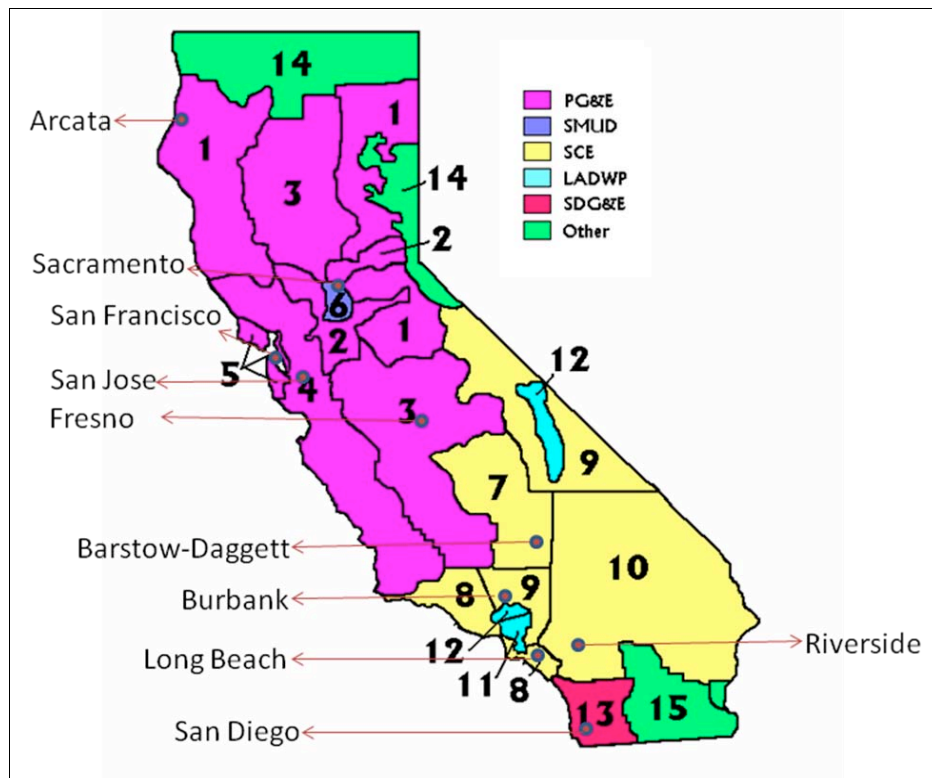 14
PG&E
SMUD
SCE
LADWP
SDG&E
Other
Arcata
1
1
3
14
2
Sacramento
6
San Francisco
2
1
5
San Jose
4
12
Fresno
3
9
7
Barstow-Daggett
10
Burbank
8
9
12
Long Beach
11
8
Riverside
13
15
San Diego